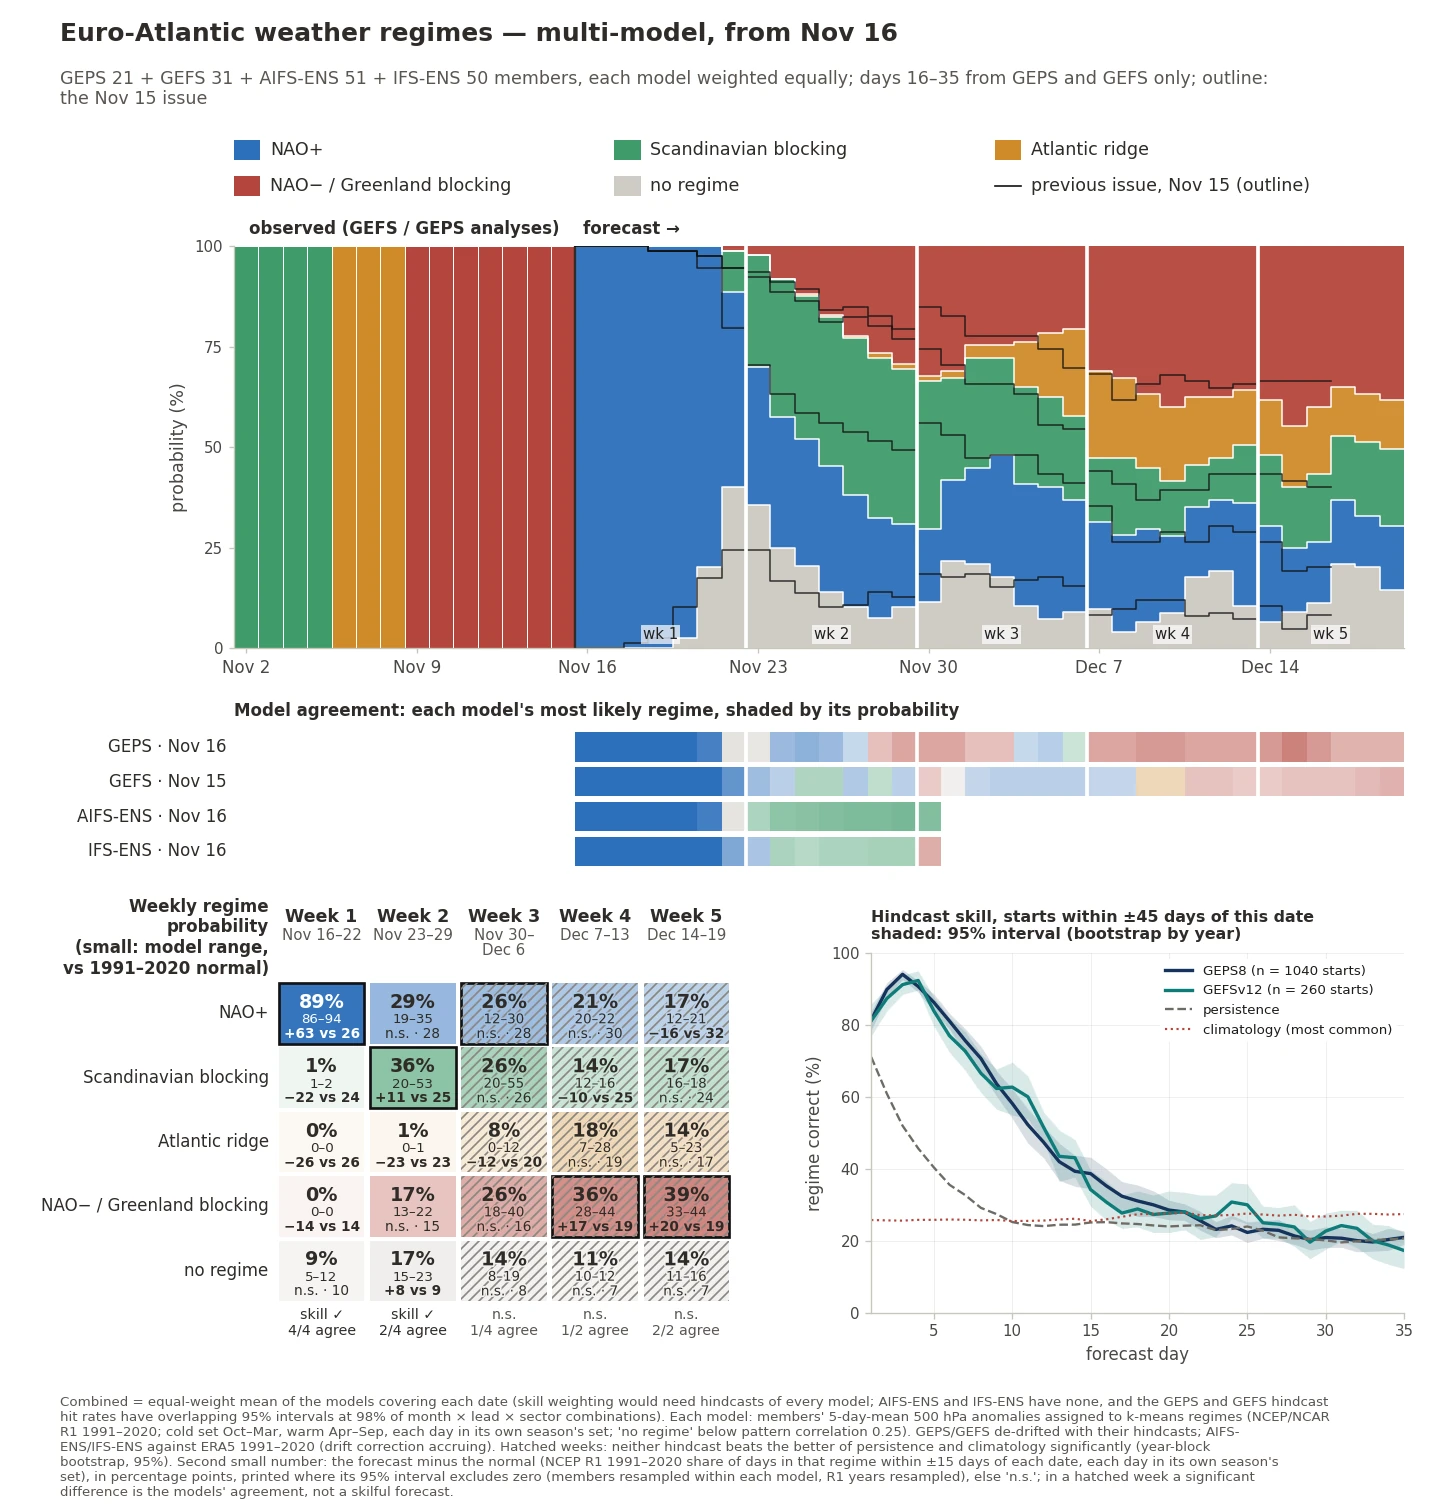 Euro-Atlantic weather regimes — multi-model, from Nov 16
GEPS 21 + GEFS 31 + AIFS-ENS 51 + IFS-ENS 50 members, each model weighted equally; days 16–35 from GEPS and GEFS only; outline:
the Nov 15 issue
NAO+
Scandinavian blocking
Atlantic ridge
NAO− / Greenland blocking
no regime
previous issue, Nov 15 (outline)
observed (GEFS / GEPS analyses)
forecast →
100
75
50
25
0
probability (%)
wk 1
wk 2
wk 3
wk 4
wk 5
Nov 2
Nov 9
Nov 16
Nov 23
Nov 30
Dec 7
Dec 14
Model agreement: each model's most likely regime, shaded by its probability
GEPS · Nov 16
GEFS · Nov 15
AIFS-ENS · Nov 16
IFS-ENS · Nov 16
Weekly regime
probability
(small: model range,
vs 1991–2020 normal)
Week 1
Nov 16–22
Week 2
Nov 23–29
Week 3
Nov 30–
Dec 6
Week 4
Dec 7–13
Week 5
Dec 14–19
NAO+
89%
86–94
+63 vs 26
29%
19–35
n.s. · 28
26%
12–30
n.s. · 28
21%
20–22
n.s. · 30
17%
12–21
−16 vs 32
Scandinavian blocking
1%
1–2
−22 vs 24
36%
20–53
+11 vs 25
26%
20–55
n.s. · 26
14%
12–16
−10 vs 25
17%
16–18
n.s. · 24
Atlantic ridge
0%
0–0
−26 vs 26
1%
0–1
−23 vs 23
8%
0–12
−12 vs 20
18%
7–28
n.s. · 19
14%
5–23
n.s. · 17
NAO− / Greenland blocking
0%
0–0
−14 vs 14
17%
13–22
n.s. · 15
26%
18–40
n.s. · 16
36%
28–44
+17 vs 19
39%
33–44
+20 vs 19
no regime
9%
5–12
n.s. · 10
17%
15–23
+8 vs 9
14%
8–19
n.s. · 8
11%
10–12
n.s. · 7
14%
11–16
n.s. · 7
skill ✓
4/4 agree
skill ✓
2/4 agree
n.s.
1/4 agree
n.s.
1/2 agree
n.s.
2/2 agree
Hindcast skill, starts within ±45 days of this date
shaded: 95% interval (bootstrap by year)
GEPS8 (n = 1040 starts)
GEFSv12 (n = 260 starts)
persistence
climatology (most common)
100
80
60
40
20
0
regime correct (%)
5
10
15
20
25
30
35
forecast day
Combined = equal-weight mean of the models covering each date (skill weighting would need hindcasts of every model; AIFS-ENS and IFS-ENS have none, and the GEPS and GEFS hindcast
hit rates have overlapping 95% intervals at 98% of month × lead × sector combinations). Each model: members' 5-day-mean 500 hPa anomalies assigned to k-means regimes (NCEP/NCAR
R1 1991–2020; cold set Oct–Mar, warm Apr–Sep, each day in its own season's set; 'no regime' below pattern correlation 0.25). GEPS/GEFS de-drifted with their hindcasts; AIFS-
ENS/IFS-ENS against ERA5 1991–2020 (drift correction accruing). Hatched weeks: neither hindcast beats the better of persistence and climatology significantly (year-block
bootstrap, 95%). Second small number: the forecast minus the normal (NCEP R1 1991–2020 share of days in that regime within ±15 days of each date, each day in its own season's
set), in percentage points, printed where its 95% interval excludes zero (members resampled within each model, R1 years resampled), else 'n.s.'; in a hatched week a significant
difference is the models' agreement, not a skilful forecast.